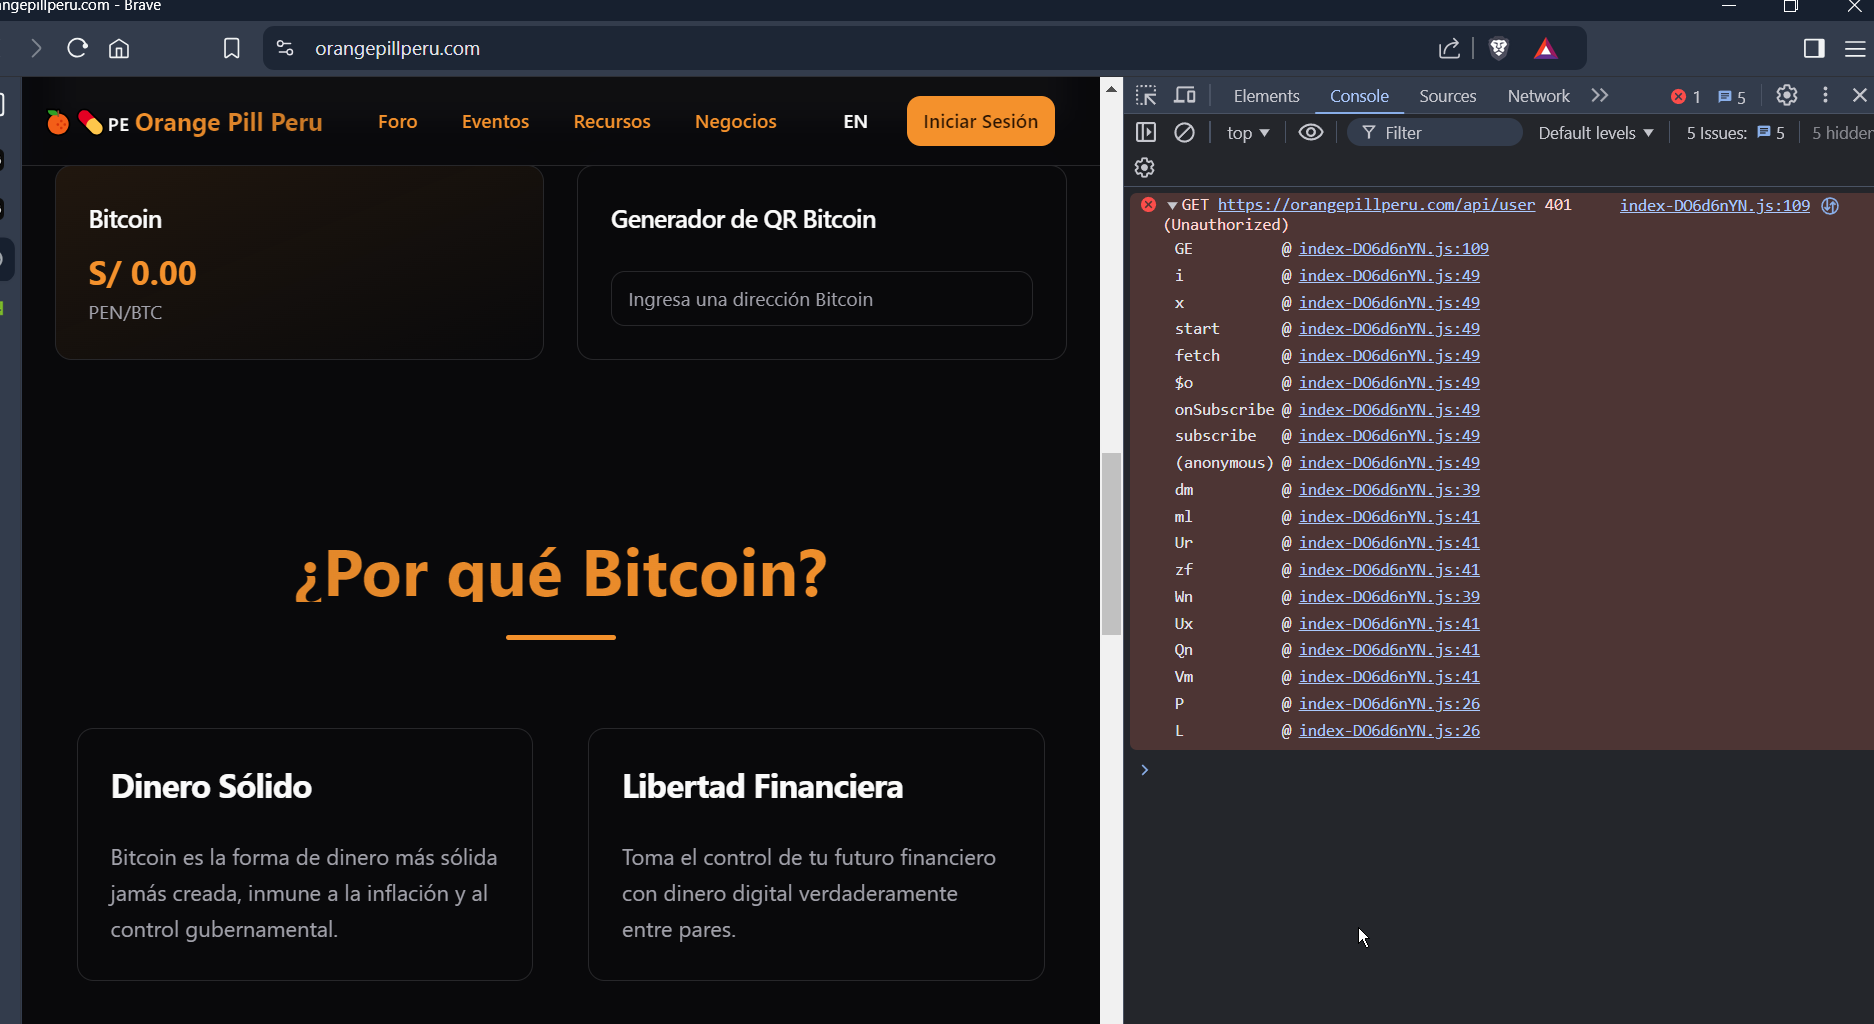 ngepillperu.com - Brave
orangepillperu.com
PE Orange Pill Peru
Foro
Eventos
Recursos
Negocios
EN
Iniciar Sesión
Bitcoin
S/ 0.00
PEN/BTC
Generador de QR Bitcoin
Ingresa una dirección Bitcoin
¿Por qué Bitcoin?
Dinero Sólido
Bitcoin es la forma de dinero más sólida
jamás creada, inmune a la inflación y al
control gubernamental.
Libertad Financiera
Toma el control de tu futuro financiero
con dinero digital verdaderamente
entre pares.
Elements
Console
Sources
Network
1
5
top
Filter
Default levels
5 Issues: 5
5 hidden
GET https://orangepillperu.com/api/user 401 index-DO6d6nYN.js:109
(Unauthorized)
GE @ index-DO6d6nYN.js:109
i @ index-DO6d6nYN.js:49
x @ index-DO6d6nYN.js:49
start @ index-DO6d6nYN.js:49
fetch @ index-DO6d6nYN.js:49
$o @ index-DO6d6nYN.js:49
onSubscribe @ index-DO6d6nYN.js:49
subscribe @ index-DO6d6nYN.js:49
(anonymous) @ index-DO6d6nYN.js:49
dm @ index-DO6d6nYN.js:39
ml @ index-DO6d6nYN.js:41
Ur @ index-DO6d6nYN.js:41
zf @ index-DO6d6nYN.js:41
Wn @ index-DO6d6nYN.js:39
Ux @ index-DO6d6nYN.js:41
Qn @ index-DO6d6nYN.js:41
Vm @ index-DO6d6nYN.js:41
P @ index-DO6d6nYN.js:26
L @ index-DO6d6nYN.js:26